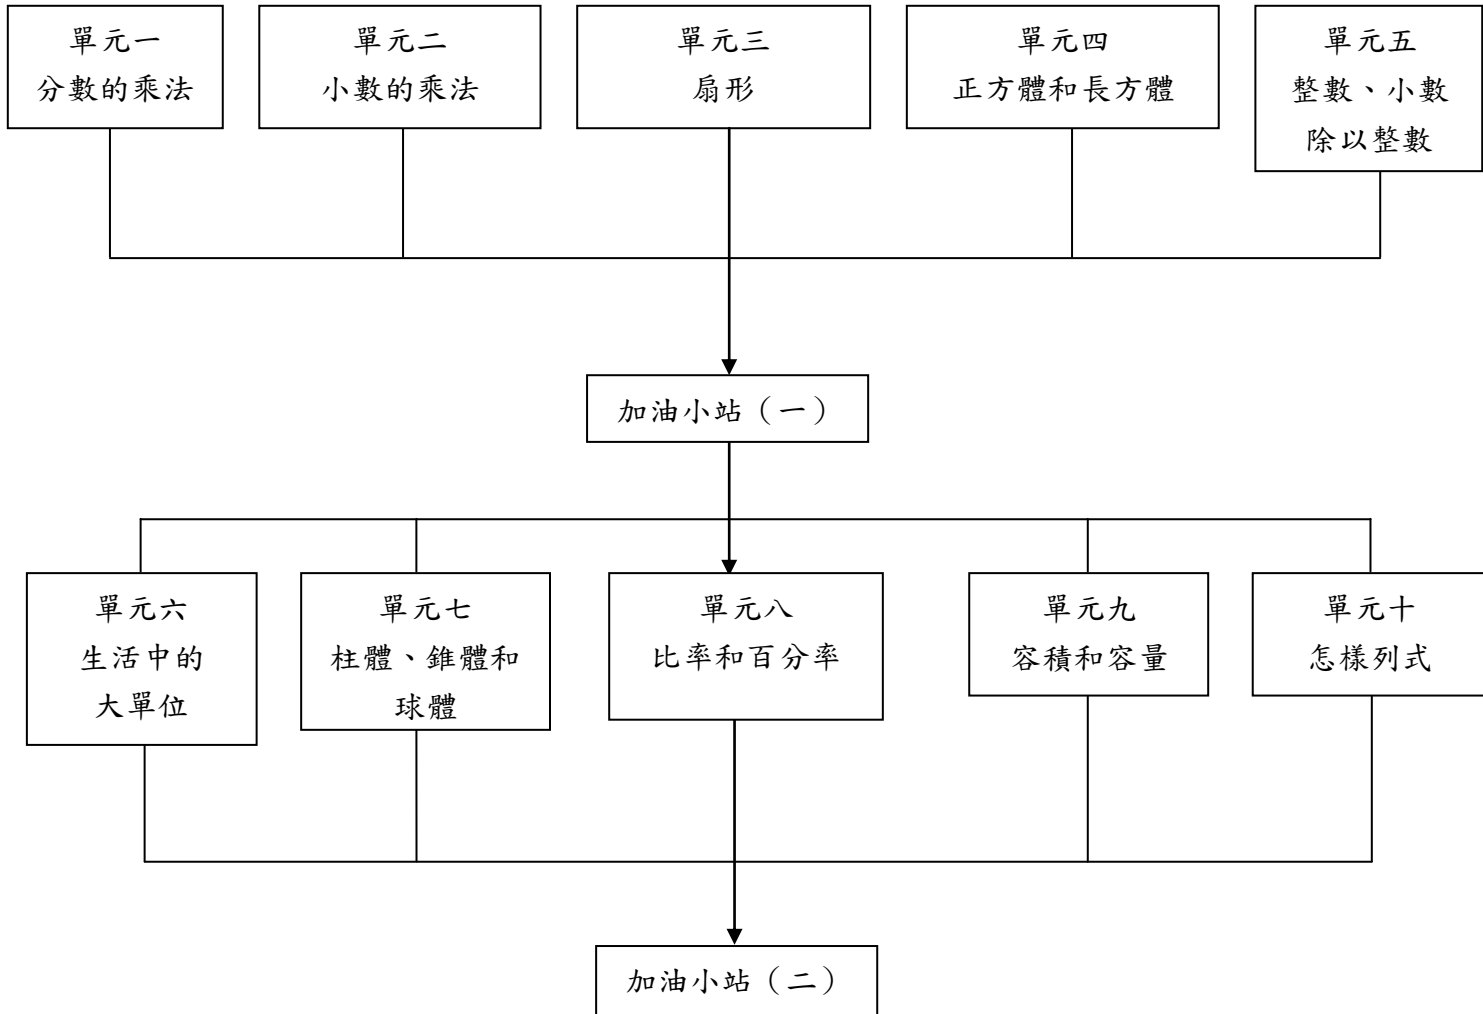 單元一
分數的乘法
單元二
小數的乘法
單元三
扇形
單元四
正方體和長方體
單元五
整數、小數
除以整數
加油小站（一）
單元六
生活中的
大單位
單元七
柱體、錐體和
球體
單元八
比率和百分率
單元九
容積和容量
單元十
怎樣列式
加油小站（二）